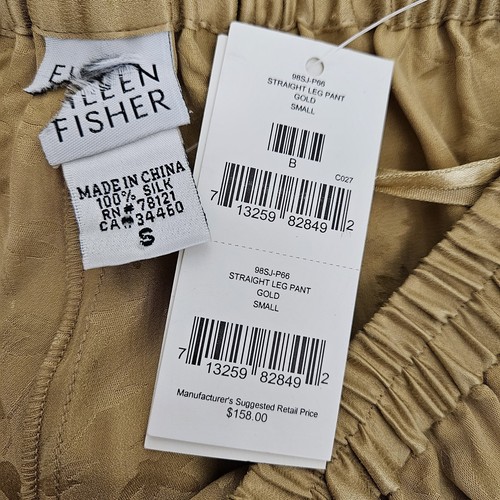 EILEEN
FISHER
MADE IN CHINA
100% SILK
RN# 78121
CA# 34460
S
98SJ-P66
STRAIGHT LEG PANT
GOLD
SMALL
B
C027
7 13259 82849 2
98SJ-P66
STRAIGHT LEG PANT
GOLD
SMALL
7 13259 82849 2
Manufacturer's Suggested Retail Price
$158.00